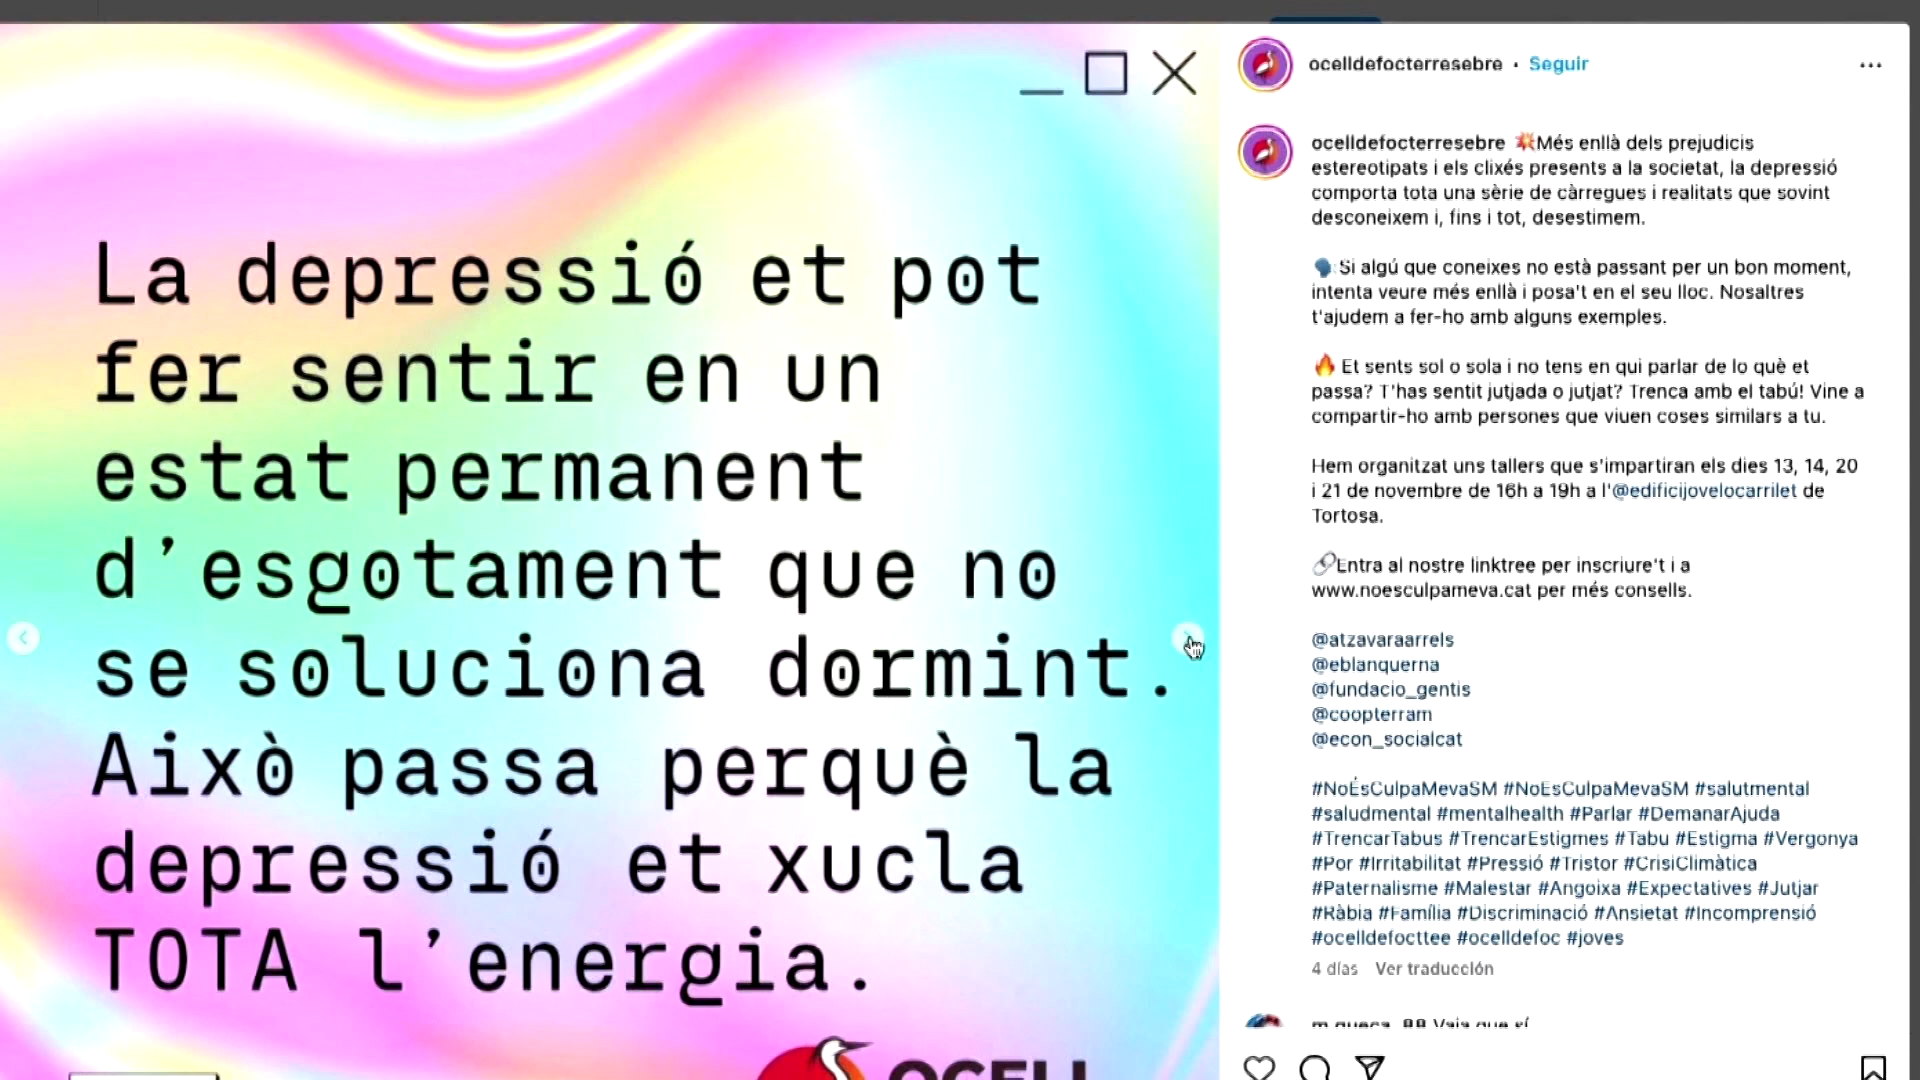 La depressió et pot
fer sentir en un
estat permanent
d’esgotament que no
se soluciona dormint.
Això passa perquè la
depressió et xucla
TOTA l’energia.
OCELL
ocelldefocterresebre · Seguir
ocelldefocterresebre 💥Més enllà dels prejudicis
estereotipats i els clixés presents a la societat, la depressió
comporta tota una sèrie de càrregues i realitats que sovint
desconeixem i, fins i tot, desestimem.
🗣️Si algú que coneixes no està passant per un bon moment,
intenta veure més enllà i posa't en el seu lloc. Nosaltres
t'ajudem a fer-ho amb alguns exemples.
🔥 Et sents sol o sola i no tens en qui parlar de lo què et
passa? T'has sentit jutjada o jutjat? Trenca amb el tabú! Vine a
compartir-ho amb persones que viuen coses similars a tu.
Hem organitzat uns tallers que s'impartiran els dies 13, 14, 20
i 21 de novembre de 16h a 19h a l'@edificijovelocarrilet de
Tortosa.
🔗Entra al nostre linktree per inscriure't i a
www.noesculpameva.cat per més consells.
@atzavaraarrels
@eblanquerna
@fundacio_gentis
@coopterram
@econ_socialcat
#NoÉsCulpaMevaSM #NoEsCulpaMevaSM #salutmental
#saludmental #mentalhealth #Parlar #DemanarAjuda
#TrencarTabus #TrencarEstigmes #Tabu #Estigma #Vergonya
#Por #Irritabilitat #Pressió #Tristor #CrisiClimàtica
#Paternalisme #Malestar #Angoixa #Expectatives #Jutjar
#Ràbia #Família #Discriminació #Ansietat #Incomprensió
#ocelldefocttee #ocelldefoc #joves
4 días Ver traducción
Vaja que sí